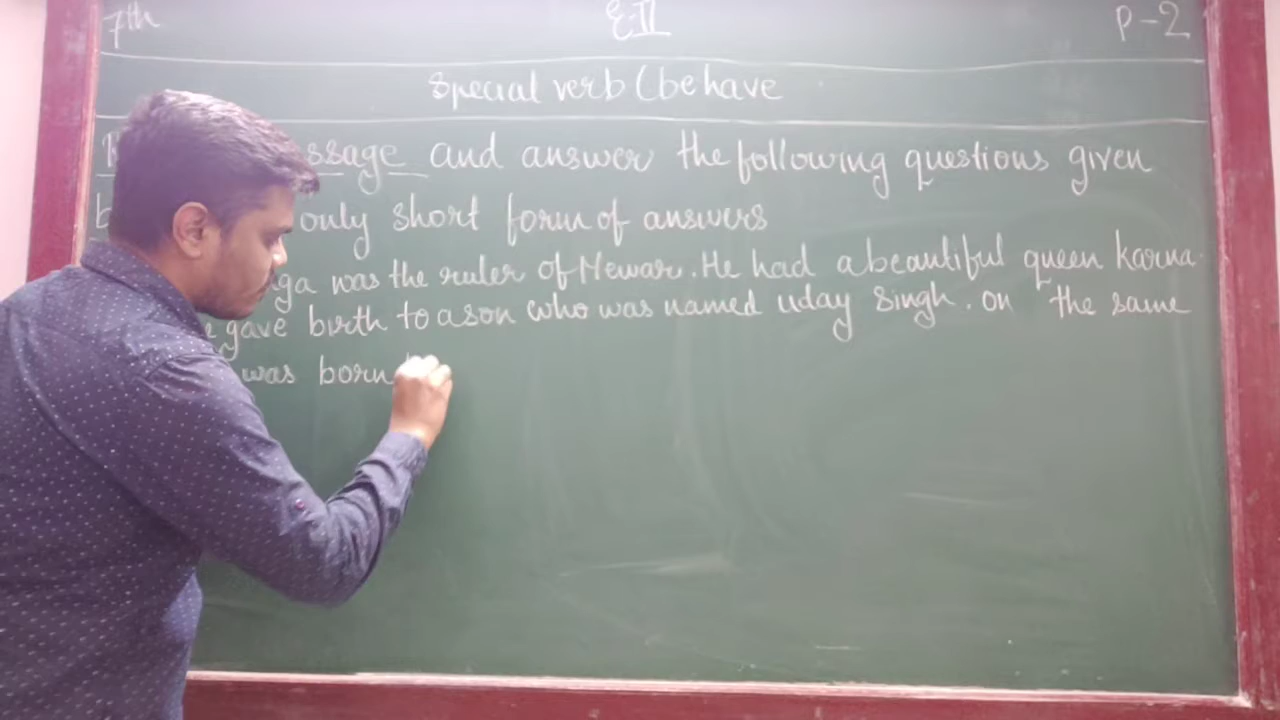 7th E-II P-2
Special verb (be have
ssage and answer the following questions given
only short form of answers
ga was the ruler of Mewar. He had a beautiful queen karna
gave birth to a son who was named uday Singh. on the same
was born